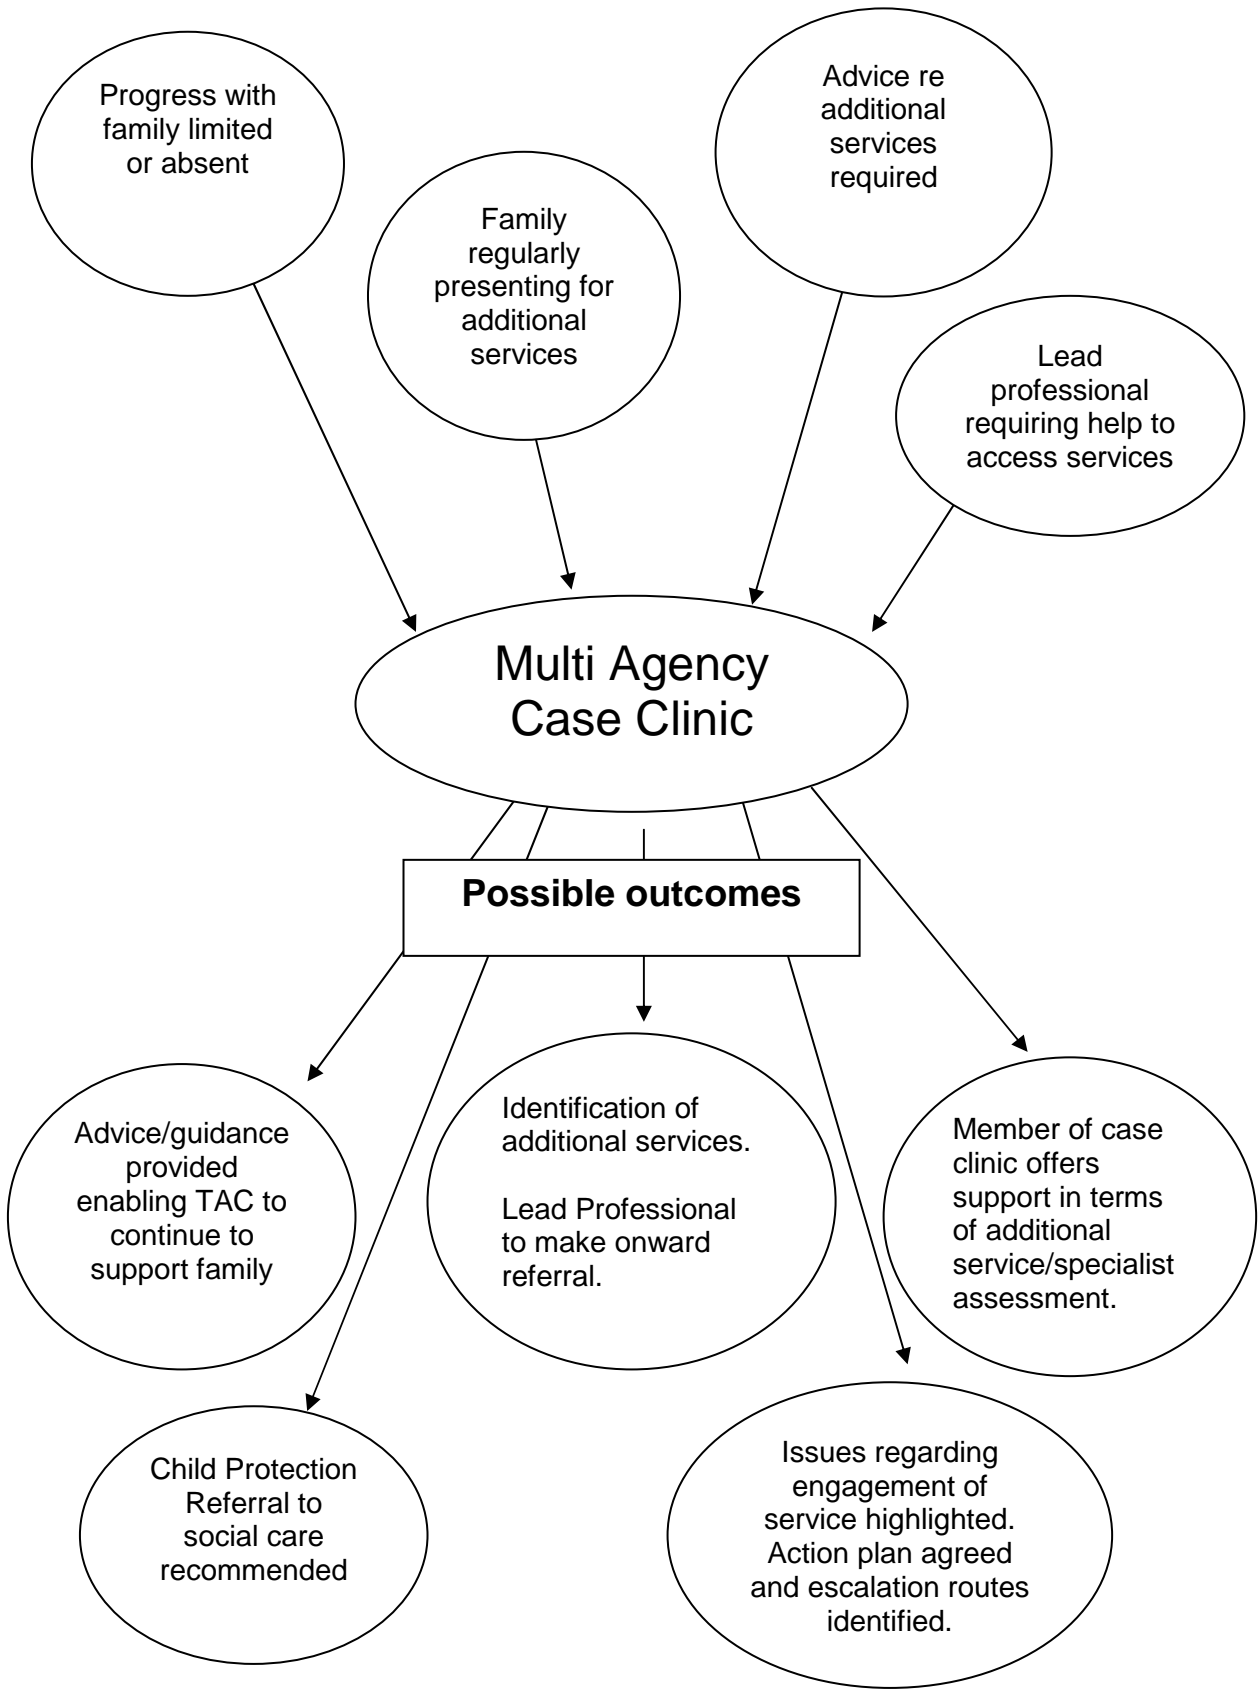 Progress with
family limited
or absent
Family
regularly
presenting for
additional
services
Advice re
additional
services
required
Lead
professional
requiring help to
access services
Multi Agency
Case Clinic
Possible outcomes
Advice/guidance
provided
enabling TAC to
continue to
support family
Identification of
additional services.
Lead Professional
to make onward
referral.
Member of case
clinic offers
support in terms
of additional
service/specialist
assessment.
Child Protection
Referral to
social care
recommended
Issues regarding
engagement of
service highlighted.
Action plan agreed
and escalation routes
identified.